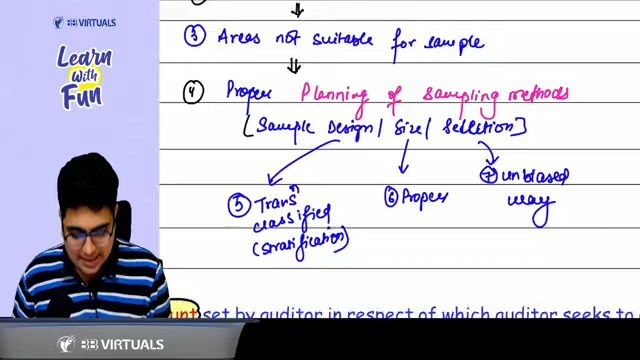 BB VIRTUALS
Learn
With
Fun
③ Areas not suitable for sample
④ Proper Planning of sampling methods
[Sample Design / Size / Selection]
⑤ Transⁿ
classified
(stratification)
⑥ Proper
⑦ unbiased
way
unt set by auditor in respect of which auditor seeks to
BB VIRTUALS